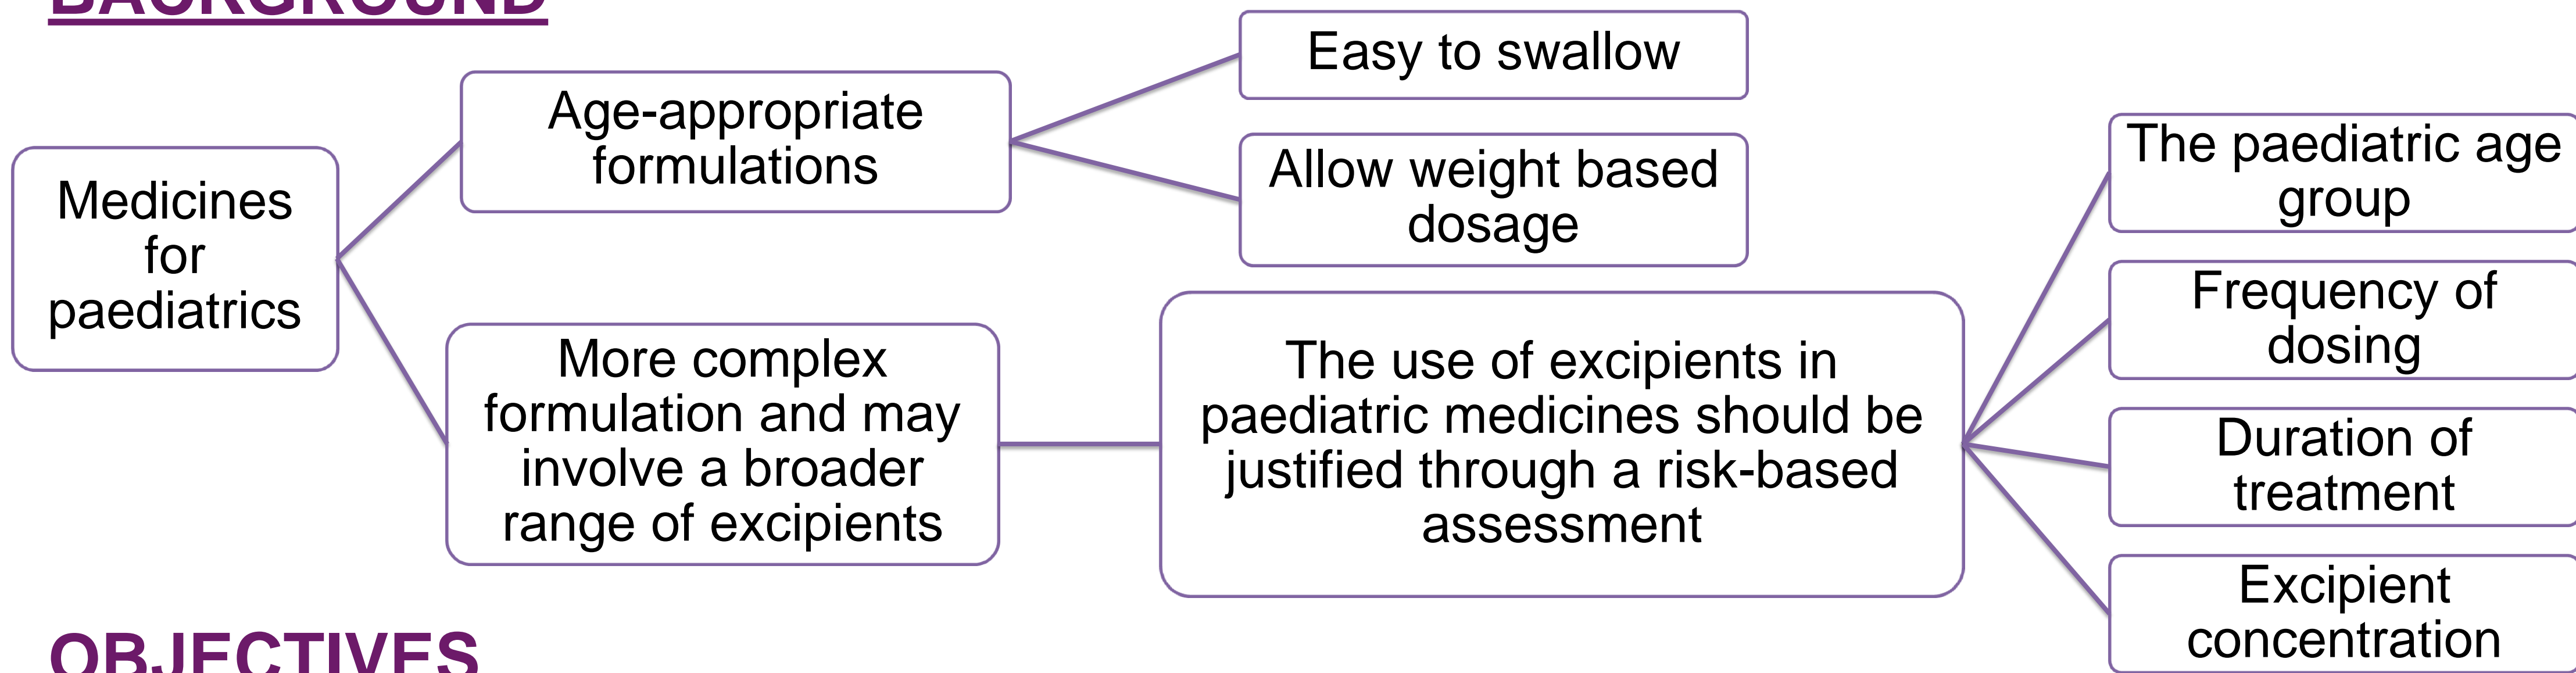 BACKGROUND
Medicines
for
paediatrics
Age-appropriate
formulations
Easy to swallow
Allow weight based
dosage
More complex
formulation and may
involve a broader
range of excipients
The use of excipients in
paediatric medicines should be
justified through a risk-based
assessment
The paediatric age
group
Frequency of
dosing
Duration of
treatment
Excipient
concentration
OBJECTIVES